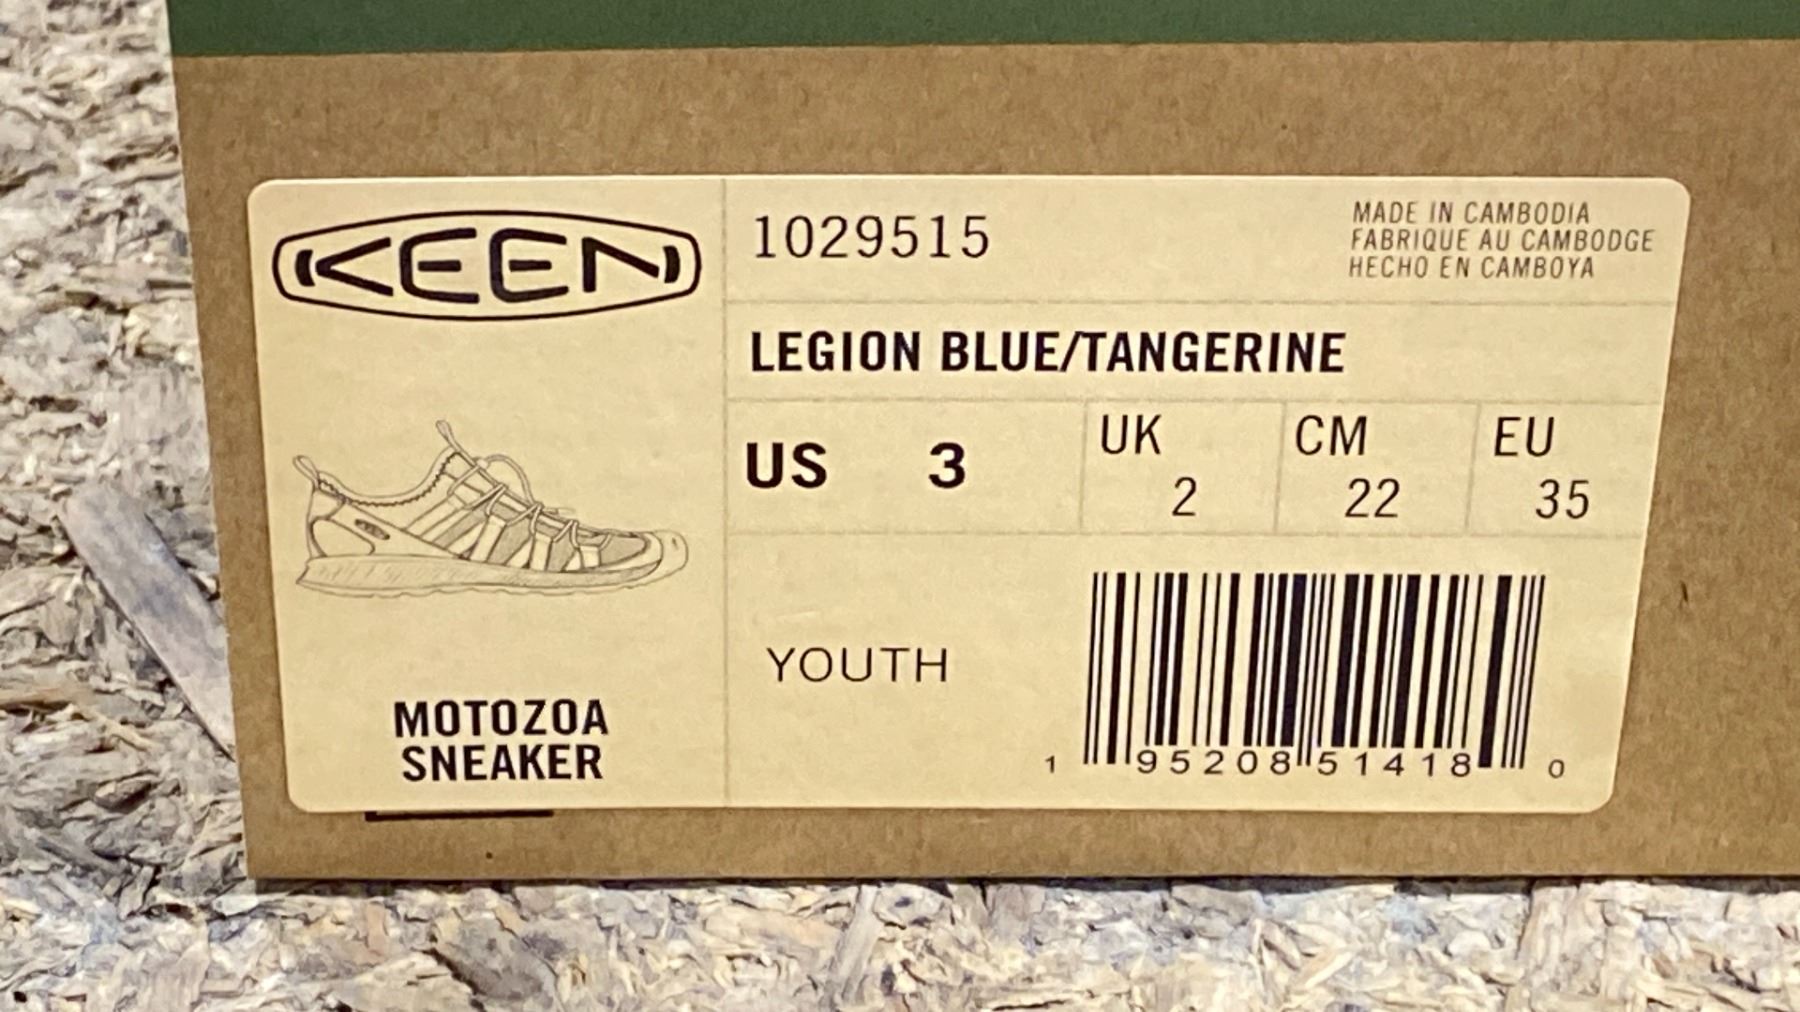 KEEN
1029515
MADE IN CAMBODIA
FABRIQUE AU CAMBODGE
HECHO EN CAMBOYA
LEGION BLUE/TANGERINE
US 3
UK 2
CM 22
EU 35
YOUTH
MOTOZOA
SNEAKER
1 95208 51418 0